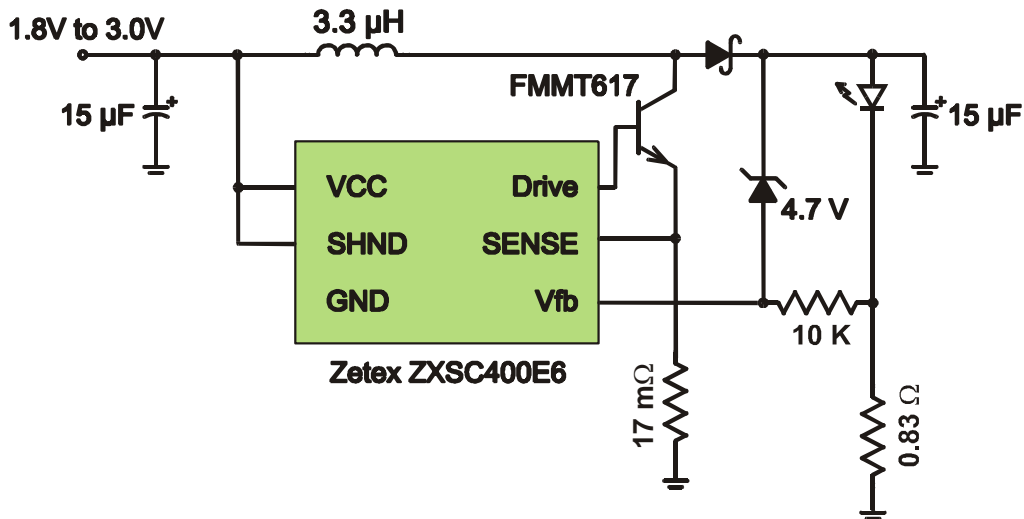 1.8V to 3.0V
3.3 µH
FMMT617
15 µF
+
15 µF
+
VCC
Drive
4.7 V
SHND
SENSE
GND
Vfb
10 K
Zetex ZXSC400E6
17 mΩ
0.83 Ω